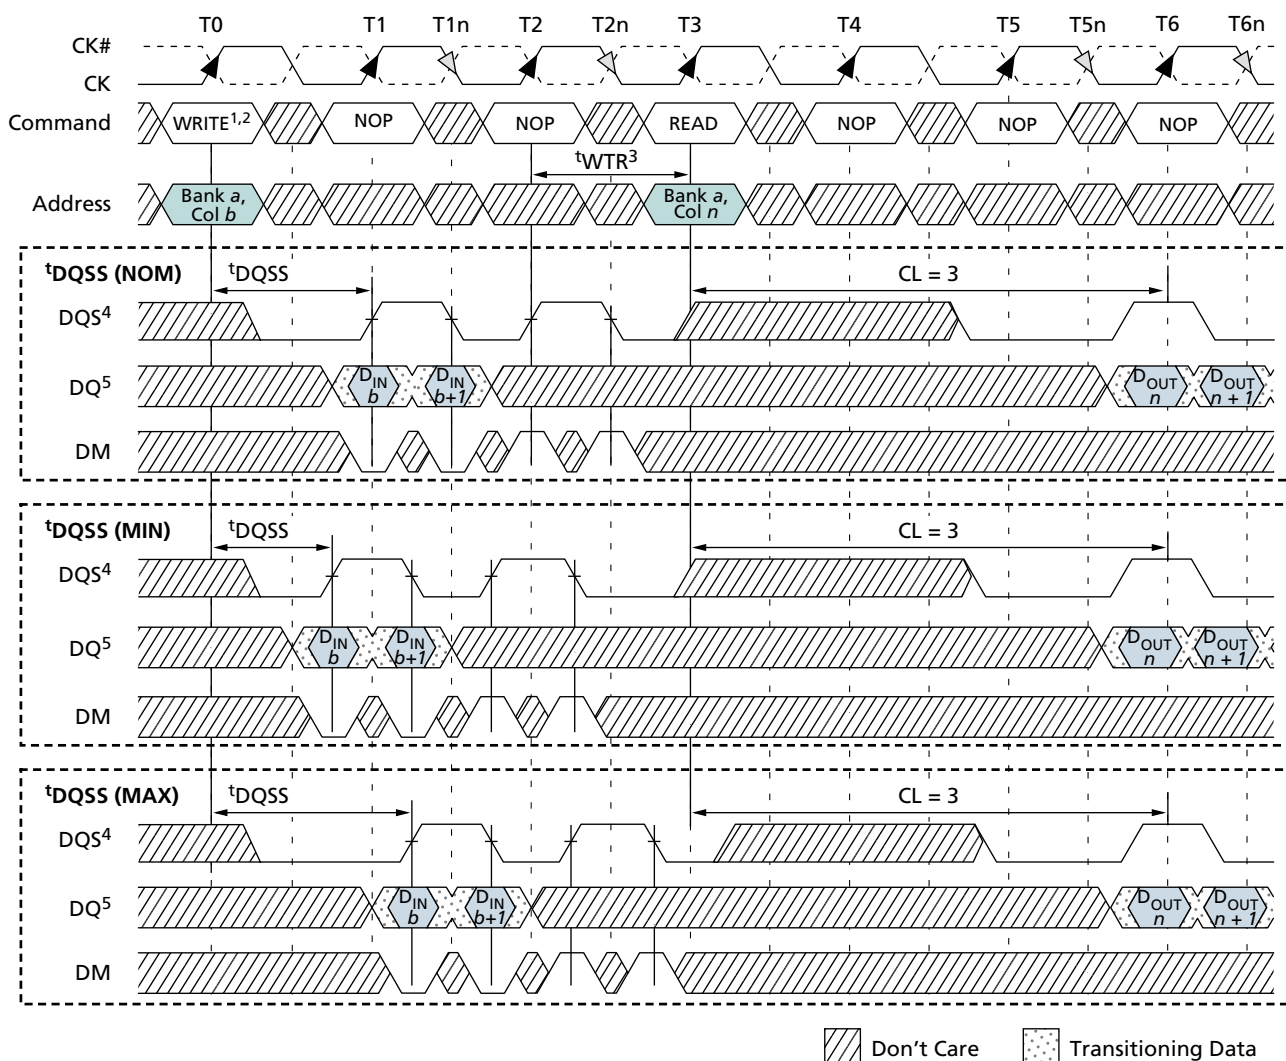 T0 T1 T1n T2 T2n T3 T4 T5 T5n T6 T6n
CK#
CK
Command WRITE1,2 NOP NOP READ NOP NOP NOP
tWTR3
Address Bank a, Col b Bank a, Col n
tDQSS (NOM) tDQSS CL = 3
DQS4
DQ5 DIN b DIN b+1 DOUT n DOUT n + 1
DM
tDQSS (MIN) tDQSS CL = 3
DQS4
DQ5 DIN b DIN b+1 DOUT n DOUT n + 1
DM
tDQSS (MAX) tDQSS CL = 3
DQS4
DQ5 DIN b DIN b+1 DOUT n DOUT n + 1
DM
Don't Care Transitioning Data